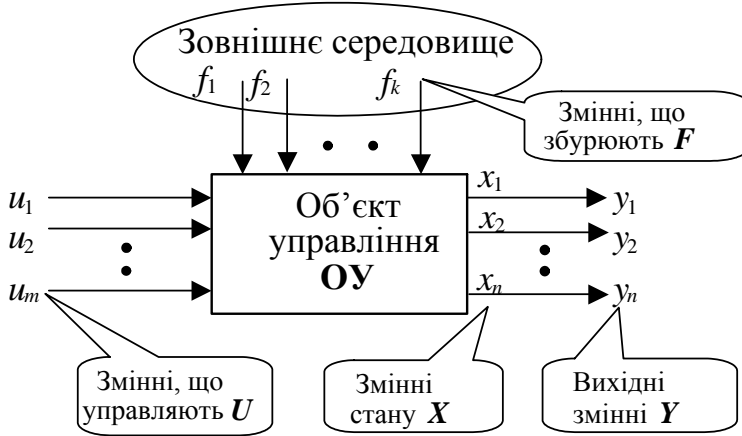 Зовнішнє середовище
f1 f2 fk
Змінні, що
збурюють F
u1
u2
um
Об’єкт
управління
ОУ
x1
x2
xn
y1
y2
yn
Змінні, що
управляють U
Змінні
стану X
Вихідні
змінні Y